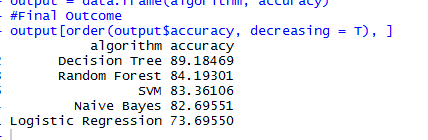 output = data.frame(algorithm, accuracy)
#Final Outcome
output[order(output$accuracy, decreasing = T), ]
algorithm accuracy
Decision Tree 89.18469
Random Forest 84.19301
SVM 83.36106
Naive Bayes 82.69551
Logistic Regression 73.69550